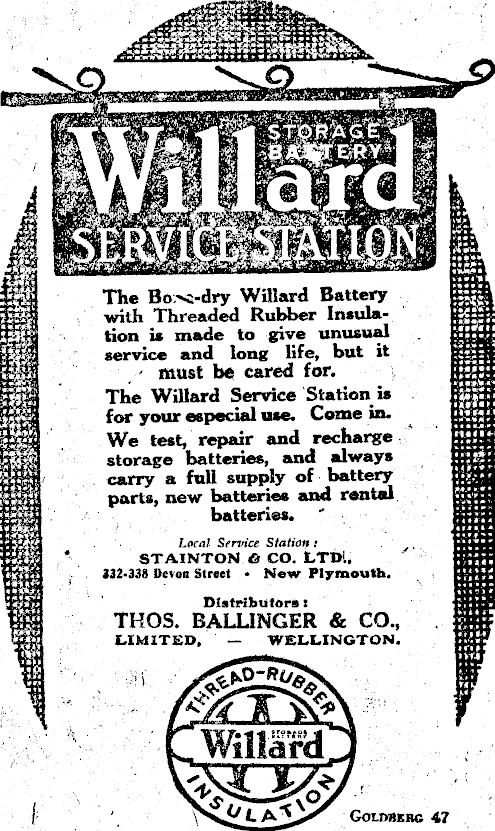 STORAGE
BATTERY
Willard
SERVICE STATION
The Bone-dry Willard Battery
with Threaded Rubber Insula-
tion is made to give unusual
service and long life, but it
must be cared for.
The Willard Service Station is
for your especial use. Come in.
We test, repair and recharge
storage batteries, and always
carry a full supply of battery
parts, new batteries and rental
batteries.
Local Service Station:
STAINTON & CO. LTD.,
332-338 Devon Street - New Plymouth.
Distributors:
THOS. BALLINGER & CO.,
LIMITED, — WELLINGTON.
THREAD-RUBBER
STORAGE
BATTERY
Willard
INSULATION
GOLDBERG 47